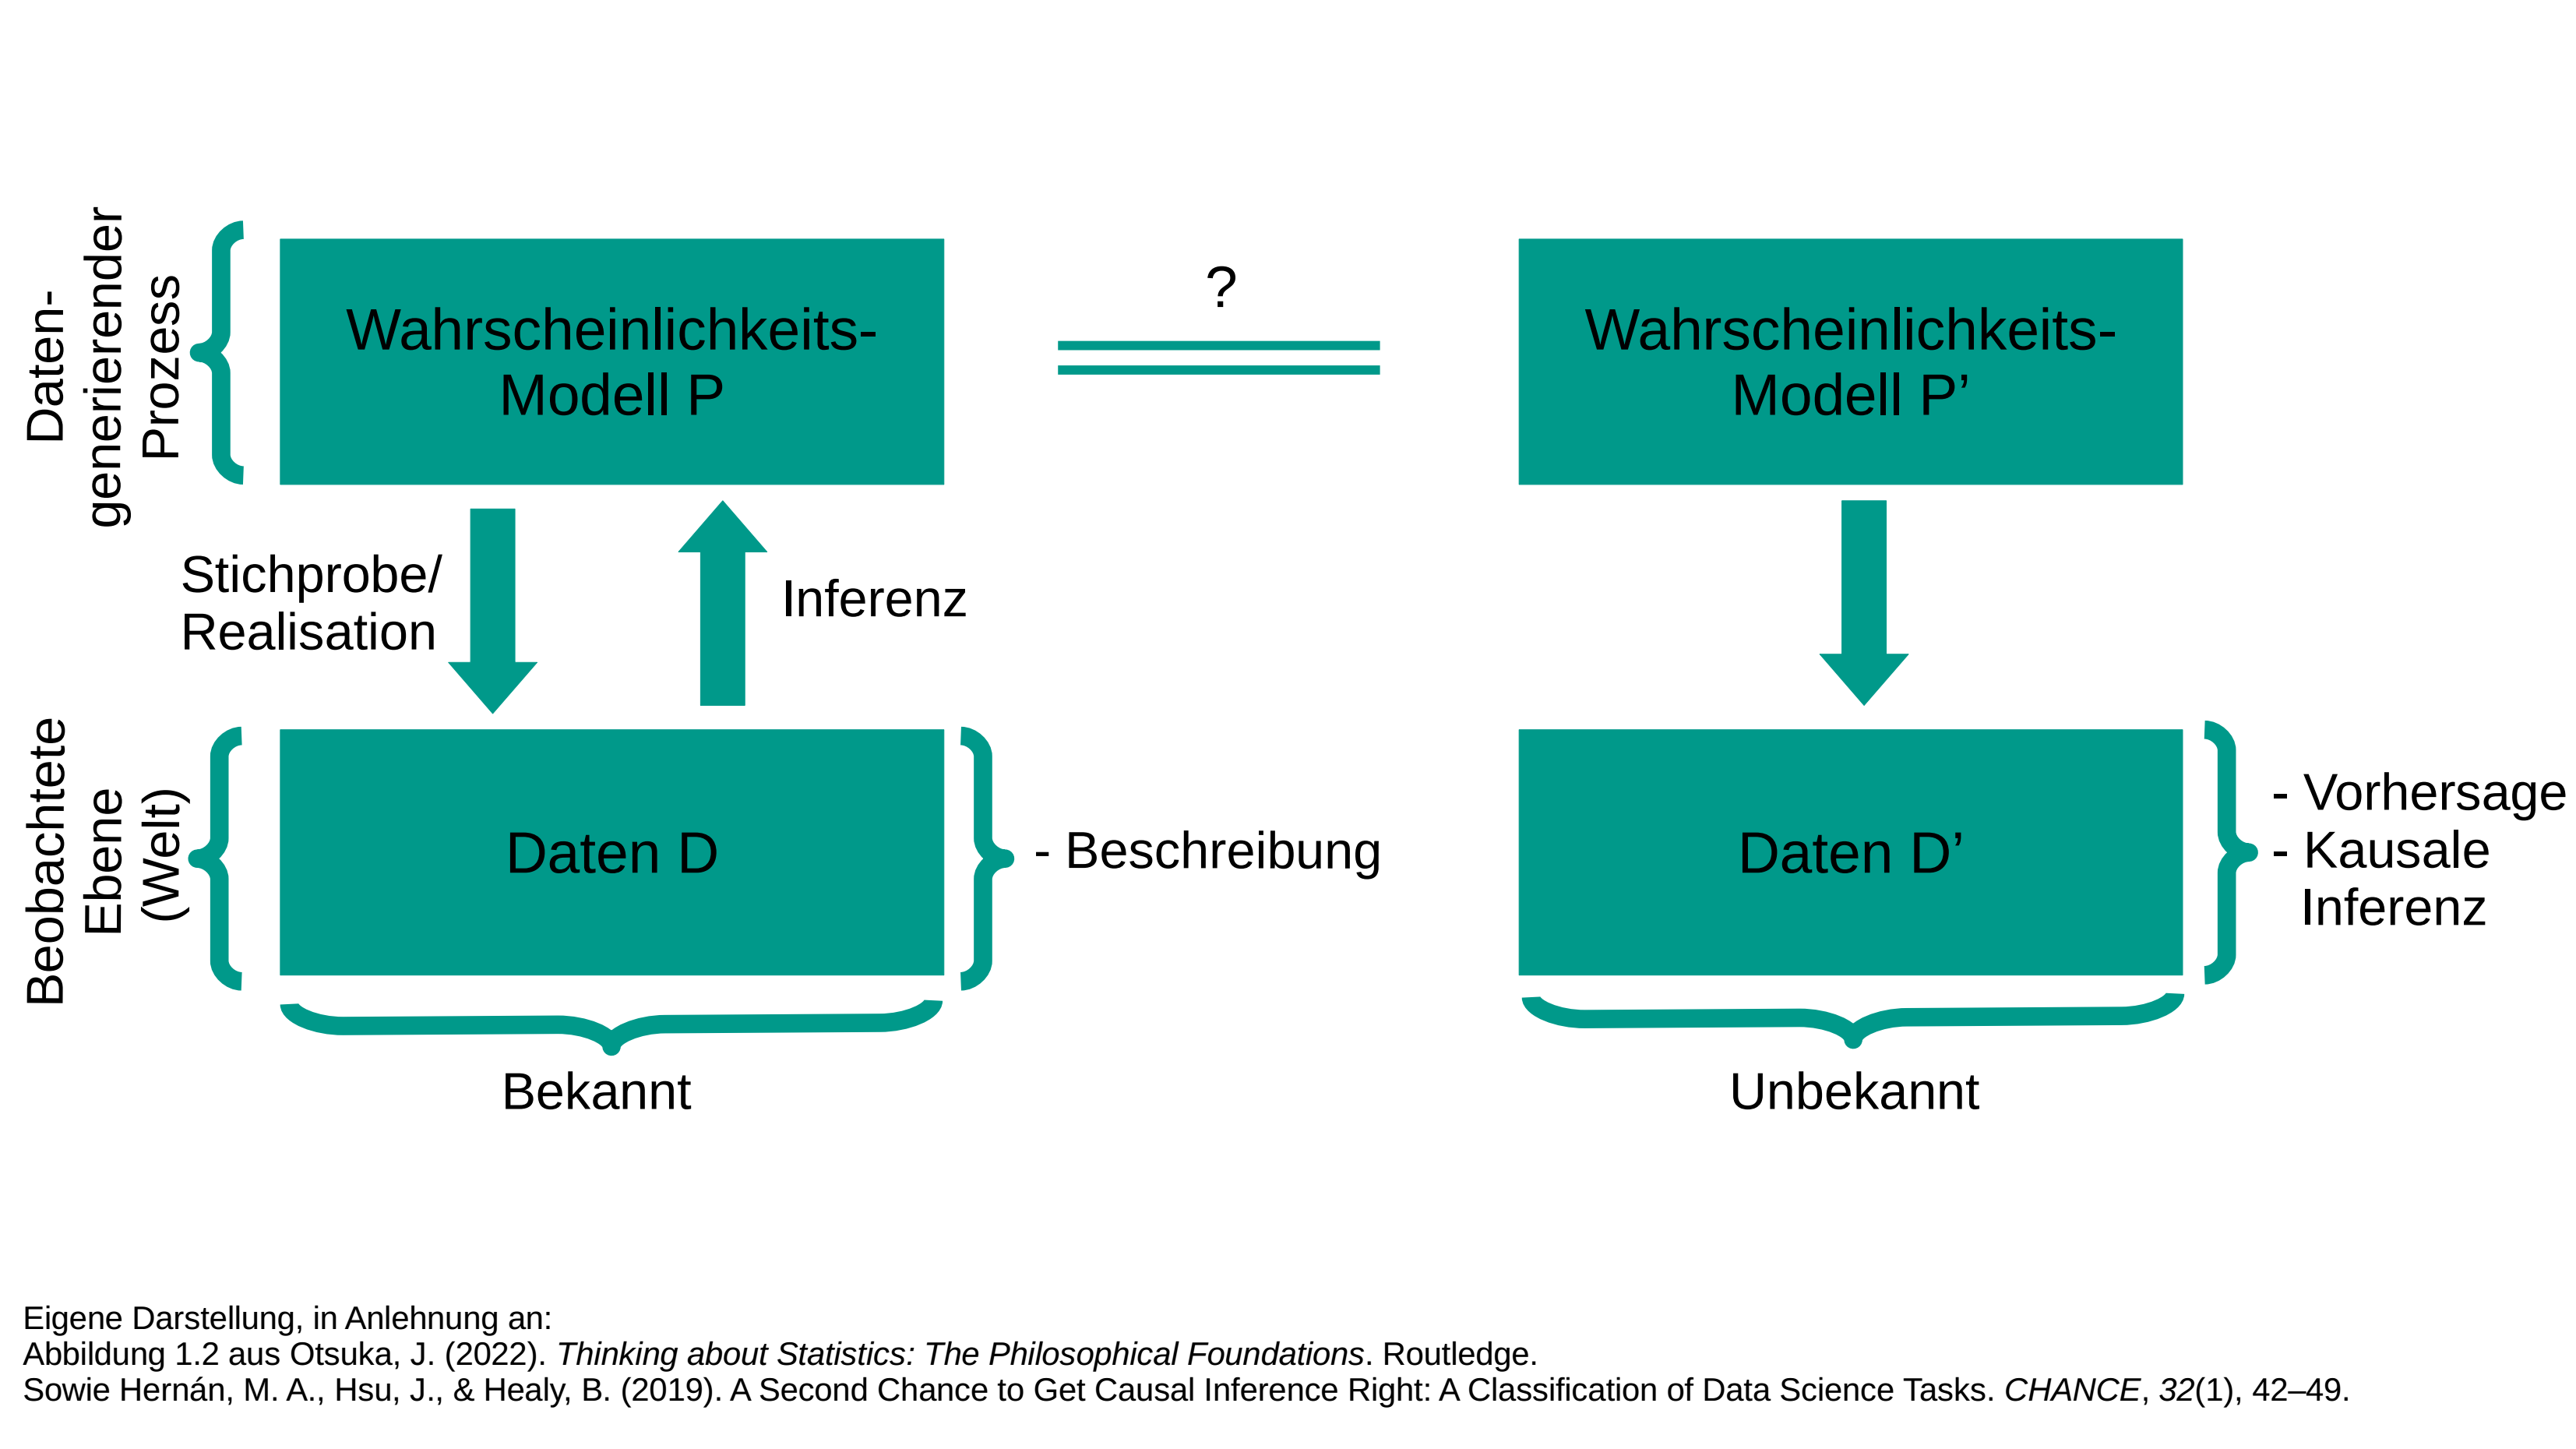 Daten-
generierender
Prozess
Wahrscheinlichkeits-
Modell P
?
Wahrscheinlichkeits-
Modell P’
Stichprobe/
Realisation
Inferenz
Beobachtete
Ebene
(Welt)
Daten D
- Beschreibung
Daten D’
- Vorhersage
- Kausale
Inferenz
Bekannt
Unbekannt
Eigene Darstellung, in Anlehnung an:
Abbildung 1.2 aus Otsuka, J. (2022). Thinking about Statistics: The Philosophical Foundations. Routledge.
Sowie Hernán, M. A., Hsu, J., & Healy, B. (2019). A Second Chance to Get Causal Inference Right: A Classification of Data Science Tasks. CHANCE, 32(1), 42–49.